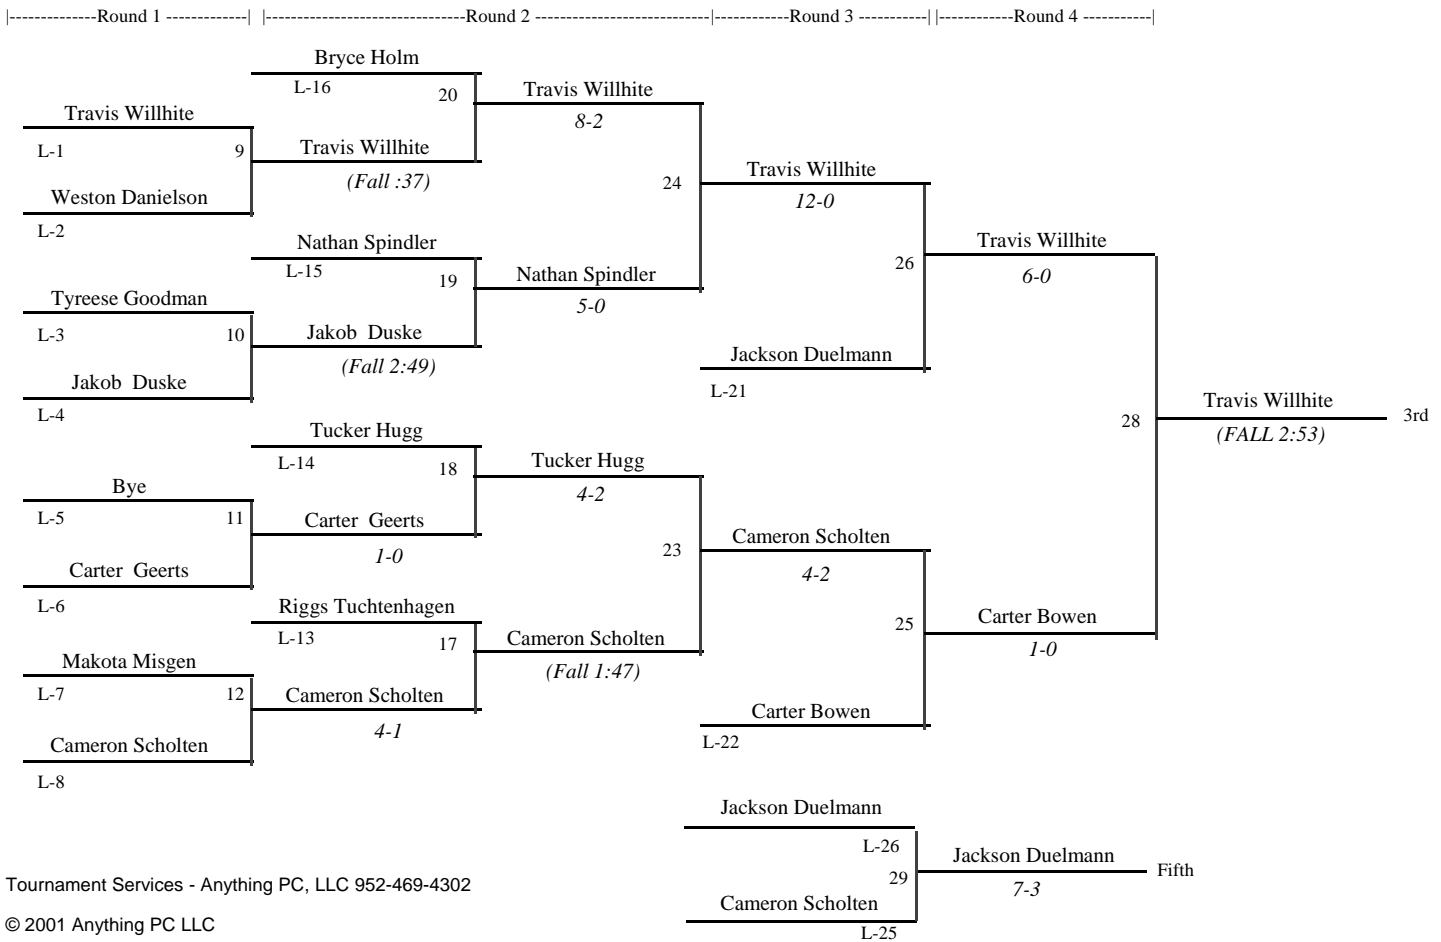 |--------------Round 1 -------------| |---------------------------------Round 2 --------------------------|------------Round 3 -----------| |------------Round 4 -----------|
Bryce Holm
L-16
20
Travis Willhite
8-2
Travis Willhite
L-1
9
Travis Willhite
(Fall :37)
Weston Danielson
L-2
24
Travis Willhite
12-0
Nathan Spindler
L-15
19
Nathan Spindler
5-0
Tyreese Goodman
L-3
10
Jakob  Duske
(Fall 2:49)
Jakob  Duske
L-4
26
Travis Willhite
6-0
Jackson Duelmann
L-21
28
Travis Willhite
(FALL 2:53)
3rd
Tucker Hugg
L-14
18
Tucker Hugg
4-2
Bye
L-5
11
Carter  Geerts
1-0
Carter  Geerts
L-6
23
Cameron Scholten
4-2
Riggs Tuchtenhagen
L-13
17
Cameron Scholten
(Fall 1:47)
25
Carter Bowen
1-0
Makota Misgen
L-7
12
Cameron Scholten
4-1
Cameron Scholten
L-8
Carter Bowen
L-22
Jackson Duelmann
L-26
29
Jackson Duelmann
7-3
Fifth
Cameron Scholten
L-25
Tournament Services - Anything PC, LLC 952-469-4302
© 2001 Anything PC LLC